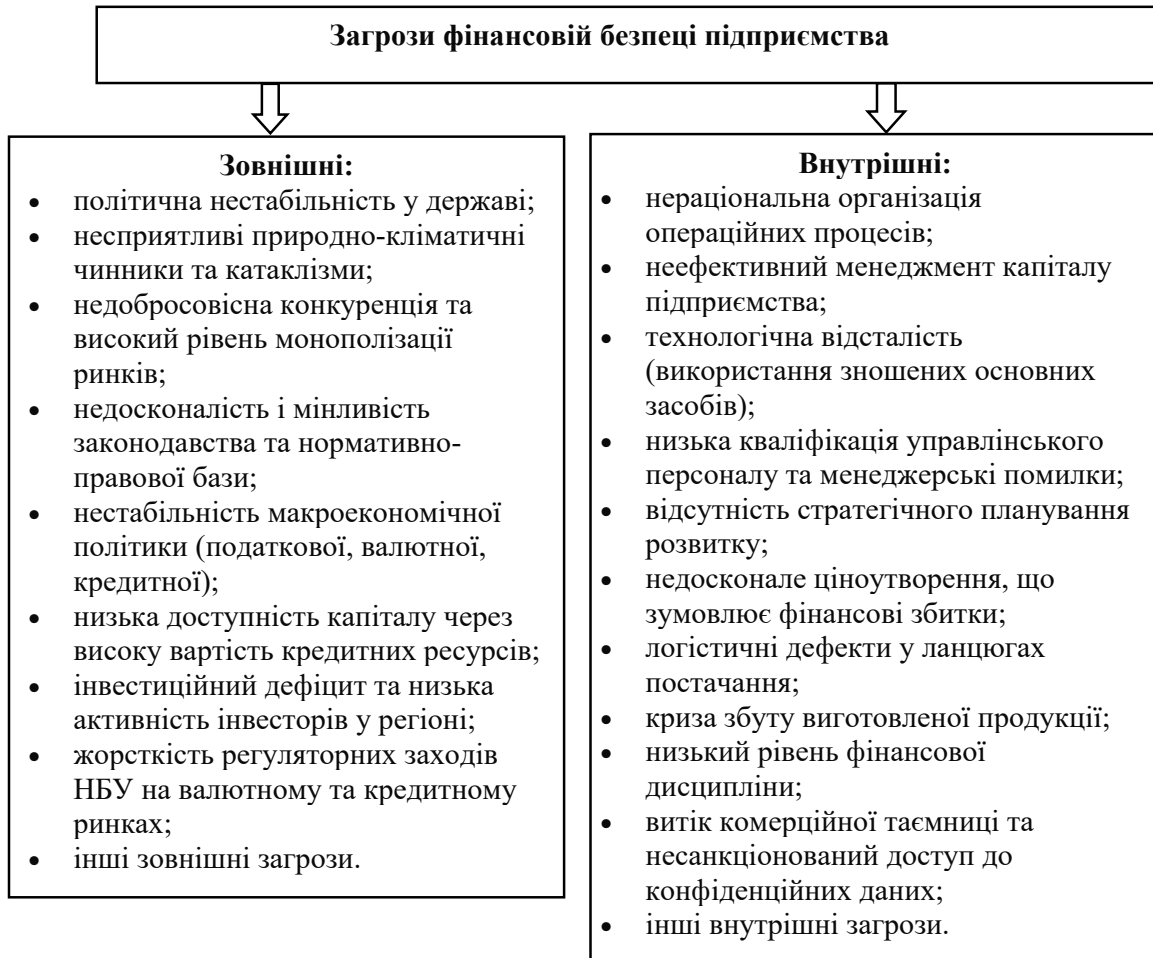 Загрози фінансовій безпеці підприємства
Зовнішні:
• політична нестабільність у державі;
• несприятливі природно-кліматичні
чинники та катаклізми;
• недобросовісна конкуренція та
високий рівень монополізації
ринків;
• недосконалість і мінливість
законодавства та нормативно-
правової бази;
• нестабільність макроекономічної
політики (податкової, валютної,
кредитної);
• низька доступність капіталу через
високу вартість кредитних ресурсів;
• інвестиційний дефіцит та низька
активність інвесторів у регіоні;
• жорсткість регуляторних заходів
НБУ на валютному та кредитному
ринках;
• інші зовнішні загрози.
Внутрішні:
• нераціональна організація
операційних процесів;
• неефективний менеджмент капіталу
підприємства;
• технологічна відсталість
(використання зношених основних
засобів);
• низька кваліфікація управлінського
персоналу та менеджерські помилки;
• відсутність стратегічного планування
розвитку;
• недосконале ціноутворення, що
зумовлює фінансові збитки;
• логістичні дефекти у ланцюгах
постачання;
• криза збуту виготовленої продукції;
• низький рівень фінансової
дисципліни;
• витік комерційної таємниці та
несанкціонований доступ до
конфіденційних даних;
• інші внутрішні загрози.